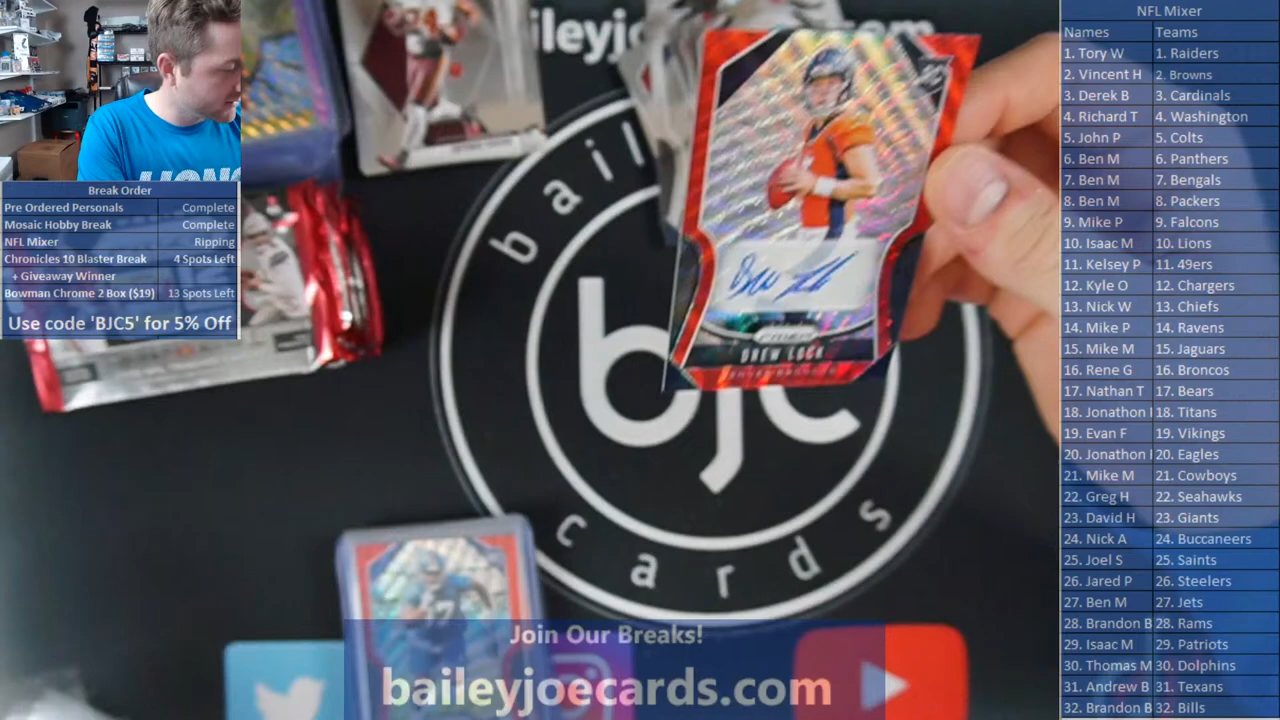 Break Order
Pre Ordered Personals Complete
Mosaic Hobby Break Complete
NFL Mixer Ripping
Chronicles 10 Blaster Break 4 Spots Left
+ Giveaway Winner
Bowman Chrome 2 Box ($19) 13 Spots Left
Use code 'BJC5' for 5% Off
PRIZM
DREW LOCK
bailey
bjc
cards
Join Our Breaks!
baileyjoecards.com
NFL Mixer
Names Teams
1. Tory W 1. Raiders
2. Vincent H 2. Browns
3. Derek B 3. Cardinals
4. Richard T 4. Washington
5. John P 5. Colts
6. Ben M 6. Panthers
7. Ben M 7. Bengals
8. Ben M 8. Packers
9. Mike P 9. Falcons
10. Isaac M 10. Lions
11. Kelsey P 11. 49ers
12. Kyle O 12. Chargers
13. Nick W 13. Chiefs
14. Mike P 14. Ravens
15. Mike M 15. Jaguars
16. Rene G 16. Broncos
17. Nathan T 17. Bears
18. Jonathon 18. Titans
19. Evan F 19. Vikings
20. Jonathon 20. Eagles
21. Mike M 21. Cowboys
22. Greg H 22. Seahawks
23. David H 23. Giants
24. Nick A 24. Buccaneers
25. Joel S 25. Saints
26. Jared P 26. Steelers
27. Ben M 27. Jets
28. Brandon B 28. Rams
29. Isaac M 29. Patriots
30. Thomas M 30. Dolphins
31. Andrew B 31. Texans
32. Brandon B 32. Bills